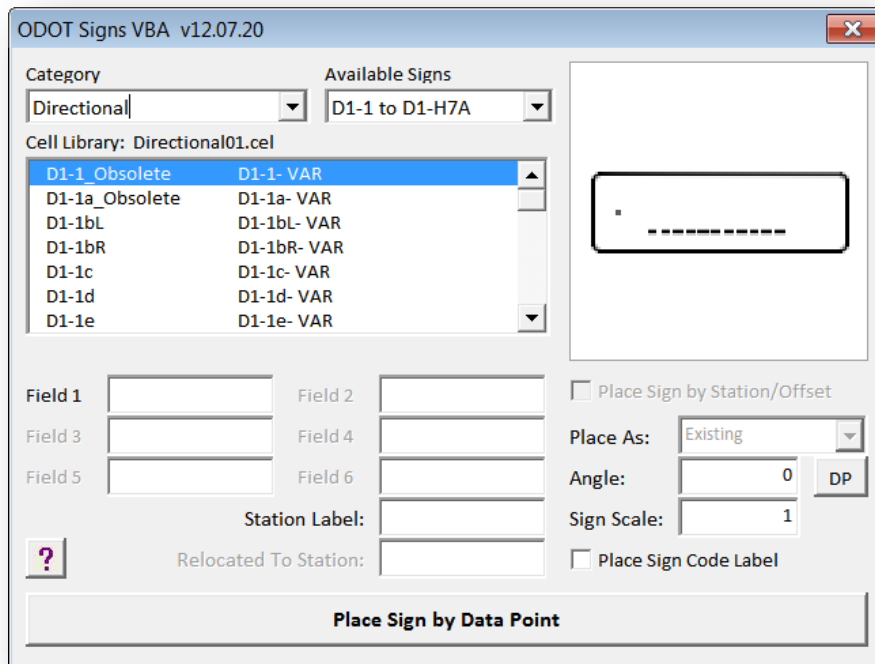 ODOT Signs VBA v12.07.20
Category Available Signs
Directional D1-1 to D1-H7A
Cell Library: Directional01.cel
D1-1_Obsolete D1-1- VAR
D1-1a_Obsolete D1-1a- VAR
D1-1bL D1-1bL- VAR
D1-1bR D1-1bR- VAR
D1-1c D1-1c- VAR
D1-1d D1-1d- VAR
D1-1e D1-1e- VAR
Field 1 Field 2 Place Sign by Station/Offset
Field 3 Field 4 Place As: Existing
Field 5 Field 6 Angle: 0 DP
Station Label: Sign Scale: 1
? Relocated To Station: Place Sign Code Label
Place Sign by Data Point